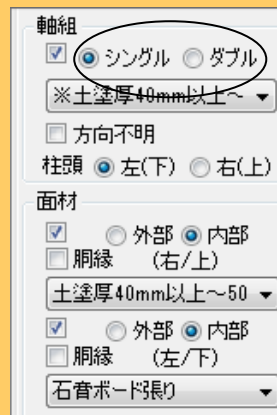 軸組
シングル ダブル
※土塗厚40mm以上~
方向不明
柱頭 左(下) 右(上)
面材
外部 内部
胴縁 (右/上)
土塗厚40mm以上~50
外部 内部
胴縁 (左/下)
石膏ボード張り